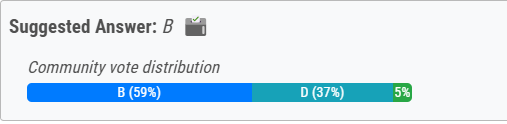 Suggested Answer: B
Community vote distribution
B (59%) D (37%) 5%